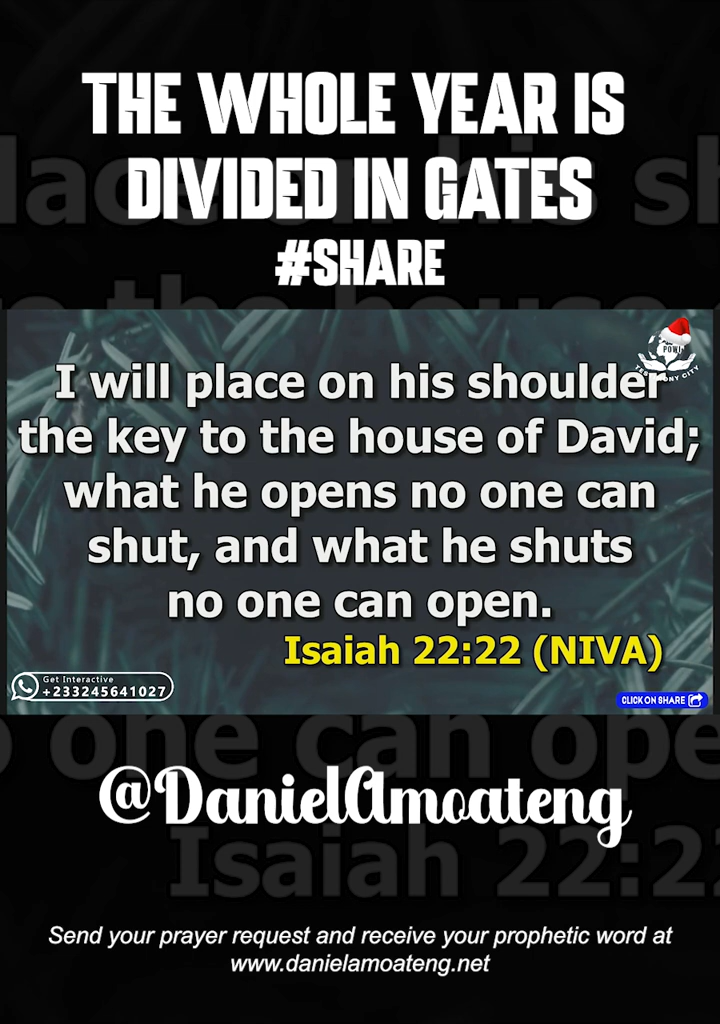 THE WHOLE YEAR IS
DIVIDED IN GATES
#SHARE
POWJ
TESTIMONY CITY
I will place on his shoulder
the key to the house of David;
what he opens no one can
shut, and what he shuts
no one can open.
Isaiah 22:22 (NIVA)
Get Interactive
+233245641027
CLICK ON SHARE
@DanielAmoateng
Send your prayer request and receive your prophetic word at
www.danielamoateng.net